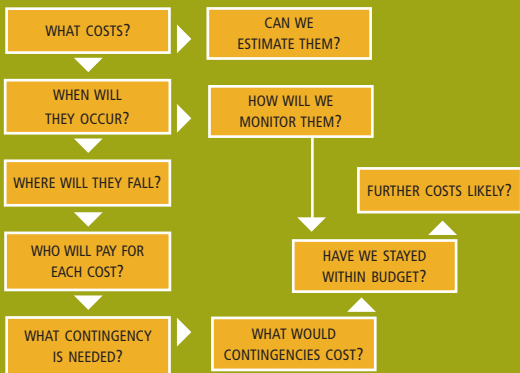 WHAT COSTS?
CAN WE
ESTIMATE THEM?
WHEN WILL
THEY OCCUR?
HOW WILL WE
MONITOR THEM?
WHERE WILL THEY FALL?
FURTHER COSTS LIKELY?
WHO WILL PAY FOR
EACH COST?
HAVE WE STAYED
WITHIN BUDGET?
WHAT CONTINGENCY
IS NEEDED?
WHAT WOULD
CONTINGENCIES COST?